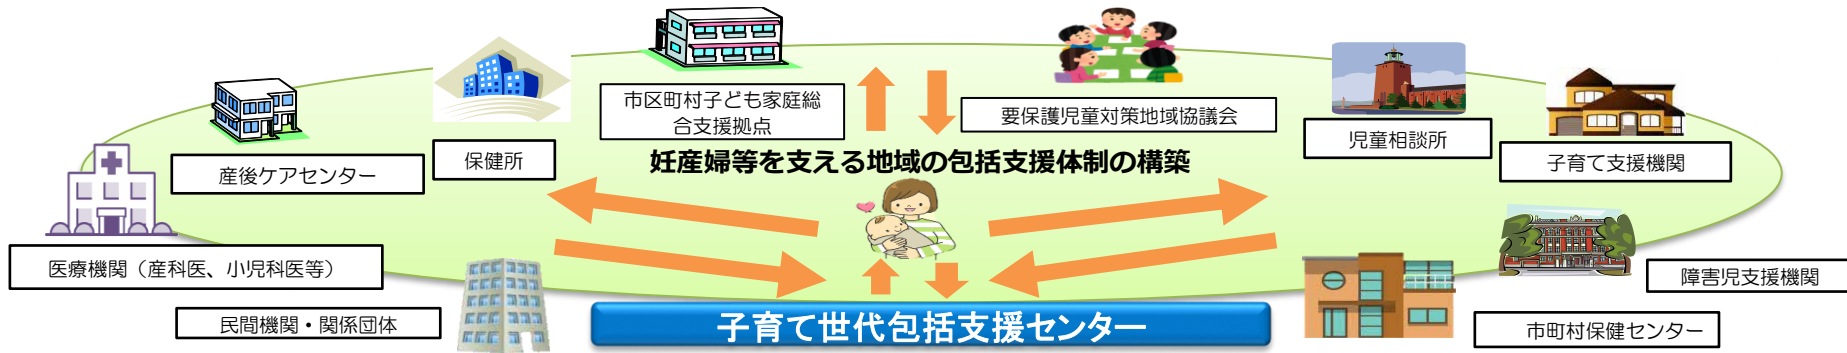 市区町村子ども家庭総
合支援拠点
要保護児童対策地域協議会
児童相談所
子育て支援機関
保健所
産後ケアセンター
妊産婦等を支える地域の包括支援体制の構築
医療機関（産科医、小児科医等）
障害児支援機関
民間機関・関係団体
子育て世代包括支援センター
市町村保健センター